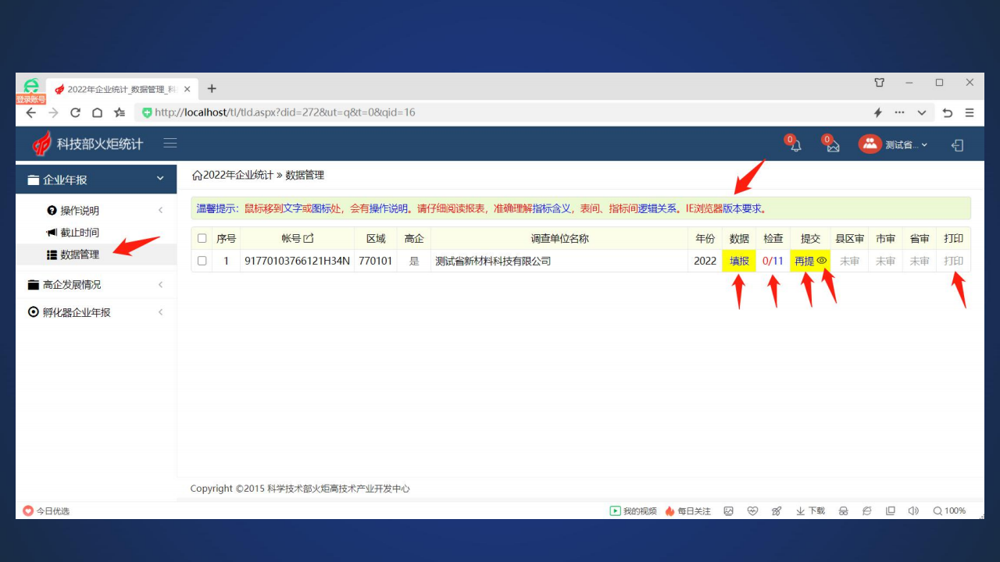 2022年企业统计_数据管理_科
登录账号
http://localhost/tl/tld.aspx?did=272&ut=q&t=0&qid=16
科技部火炬统计
0
0
测试省...
企业年报
⌂2022年企业统计 » 数据管理
操作说明
截止时间
数据管理
高企发展情况
孵化器企业年报
温馨提示：鼠标移到文字或图标处，会有操作说明。请仔细阅读报表，准确理解指标含义，表间、指标间逻辑关系。IE浏览器版本要求。
序号 帐号 区域 高企 调查单位名称 年份 数据 检查 提交 县区审 市审 省审 打印
1 91770103766121H34N 770101 是 测试省新材料科技有限公司 2022 填报 0/11 再提 未审 未审 未审 打印
Copyright ©2015 科学技术部火炬高技术产业开发中心
今日优选
我的视频 每日关注 下载 100%